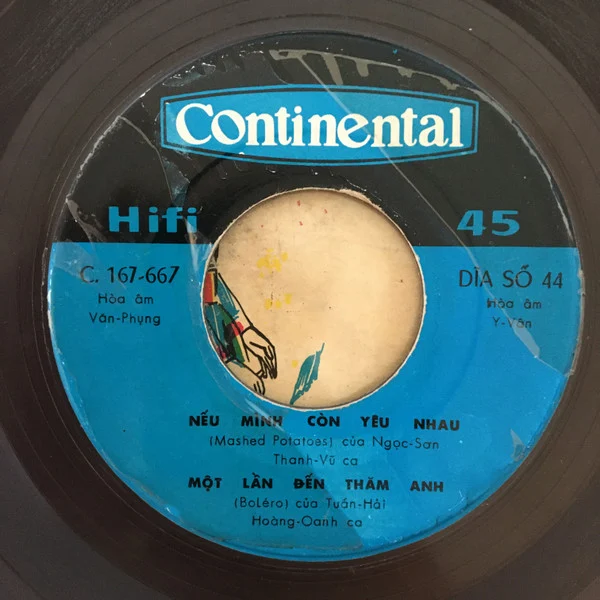 Continental
Hifi 45
C. 167-667
Hòa âm
Văn-Phụng
DĨA SỐ 44
Hòa âm
Y-Vân
NẾU MÌNH CÒN YÊU NHAU
(Mashed Potatoes) của Ngọc-Sơn
Thanh-Vũ ca
MỘT LẦN ĐẾN THĂM ANH
(BoLéro) của Tuấn-Hải
Hoàng-Oanh ca